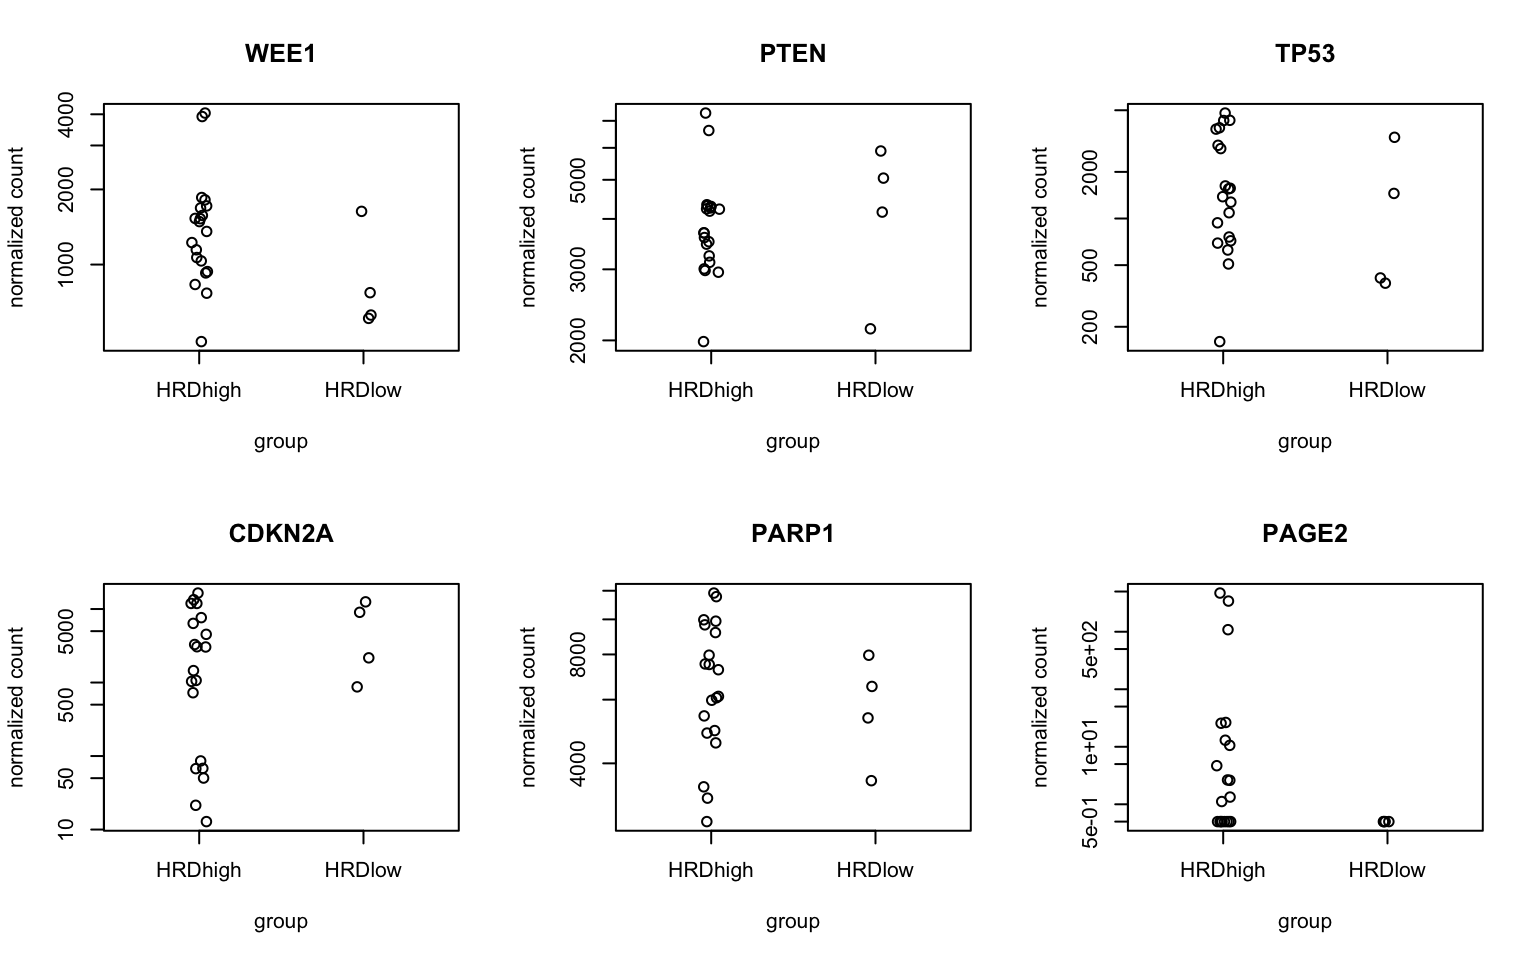 WEE1
normalized count
4000
2000
1000
HRDhigh HRDlow
group
PTEN
normalized count
5000
3000
2000
HRDhigh HRDlow
group
TP53
normalized count
2000
500
200
HRDhigh HRDlow
group
CDKN2A
normalized count
5000
500
50
10
HRDhigh HRDlow
group
PARP1
normalized count
8000
4000
HRDhigh HRDlow
group
PAGE2
normalized count
5e+02
1e+01
5e-01
HRDhigh HRDlow
group